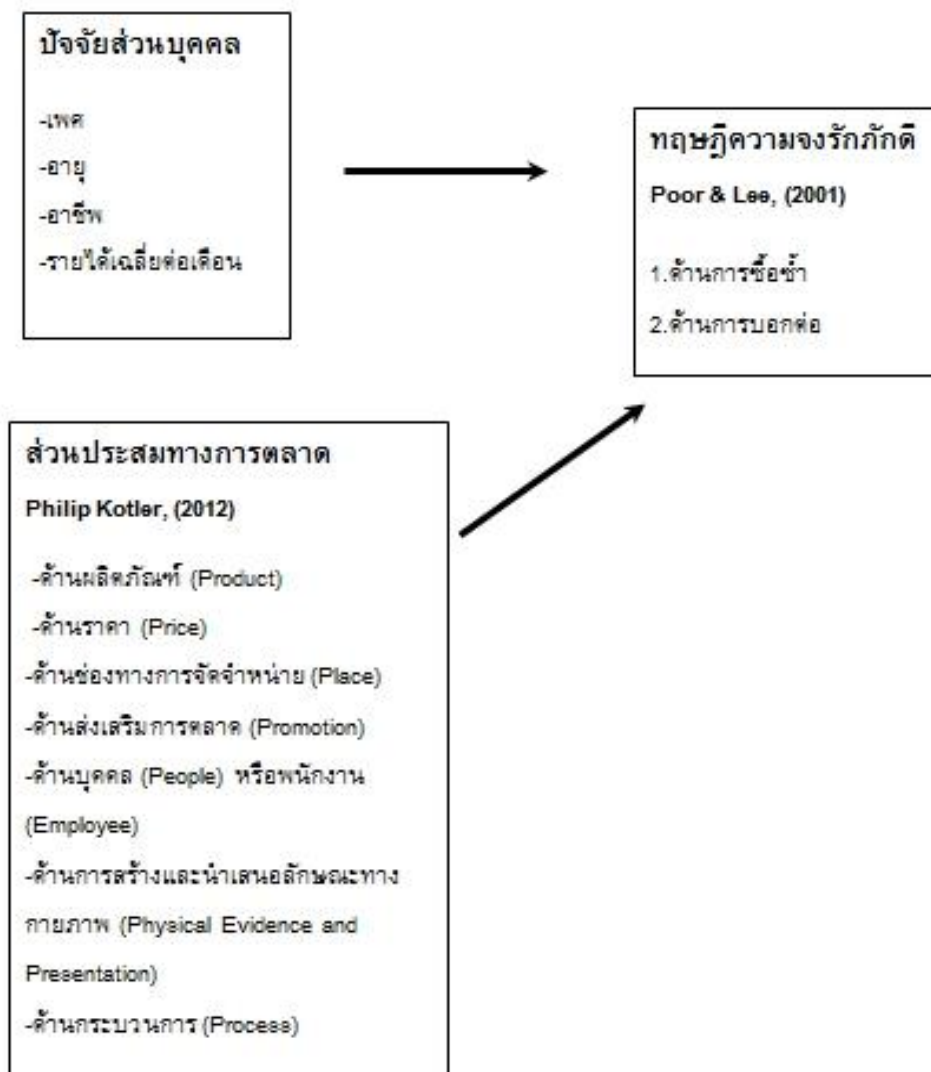 ปัจจัยส่วนบุคคล
-เพศ
-อายุ
-อาชีพ
-รายได้เฉลี่ยต่อเดือน
ทฤษฎีความจงรักภักดี
Poor & Lee, (2001)
1.ด้านการซื้อซ้ำ
2.ด้านการบอกต่อ
ส่วนประสมทางการตลาด
Philip Kotler, (2012)
-ด้านผลิตภัณฑ์ (Product)
-ด้านราคา (Price)
-ด้านช่องทางการจัดจำหน่าย (Place)
-ด้านส่งเสริมการตลาด (Promotion)
-ด้านบุคคล (People) หรือพนักงาน
(Employee)
-ด้านการสร้างและนำเสนอลักษณะทาง
กายภาพ (Physical Evidence and
Presentation)
-ด้านกระบวนการ (Process)